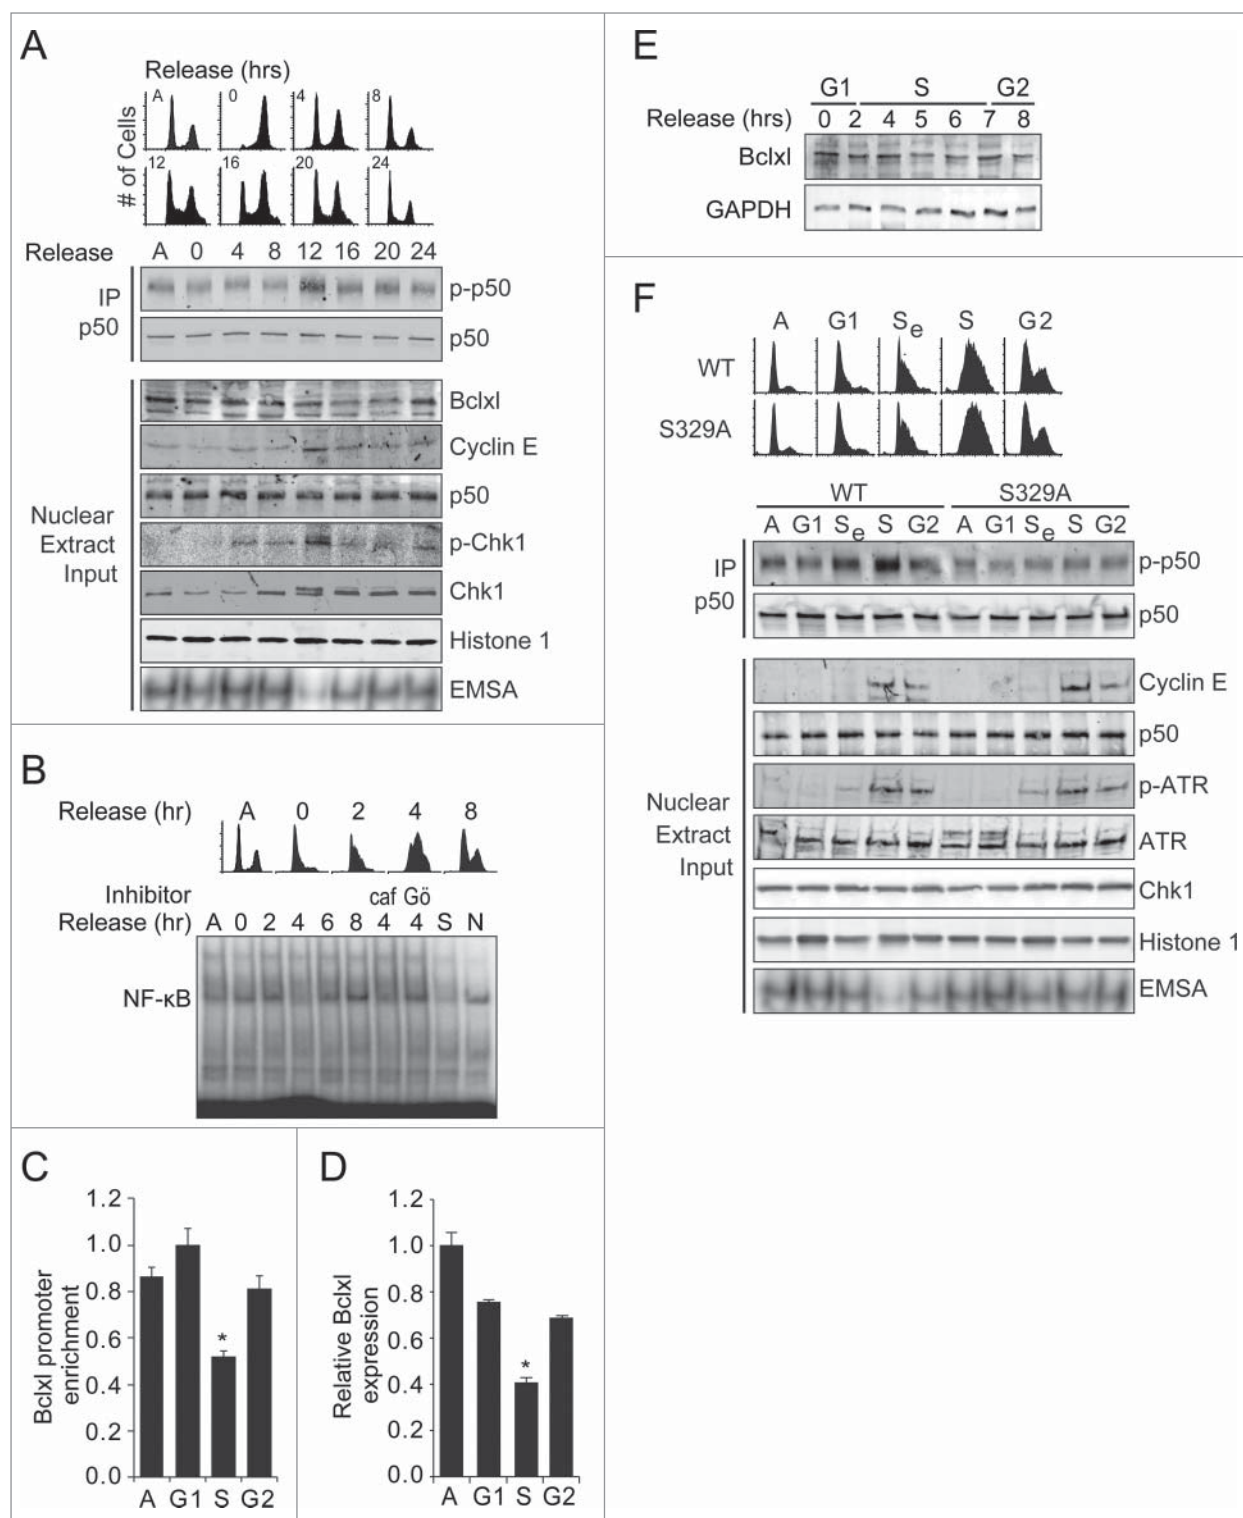 A
Release (hrs)
# of Cells
A 0 4 8
12 16 20 24
Release A 0 4 8 12 16 20 24
IP p50
p-p50
p50
Nuclear Extract Input
Bclxl
Cyclin E
p50
p-Chk1
Chk1
Histone 1
EMSA
B
Release (hr) A 0 2 4 8
Inhibitor caf Gö
Release (hr) A 0 2 4 6 8 4 4 S N
NF-κB
C
Bclxl promoter enrichment
1.2
1.0
0.8
0.6
0.4
0.2
0.0
*
A G1 S G2
D
Relative Bclxl expression
1.2
1.0
0.8
0.6
0.4
0.2
0.0
*
A G1 S G2
E
G1 S G2
Release (hrs) 0 2 4 5 6 7 8
Bclxl
GAPDH
F
A G1 Se S G2
WT
S329A
WT S329A
A G1 Se S G2 A G1 Se S G2
IP p50
p-p50
p50
Nuclear Extract Input
Cyclin E
p50
p-ATR
ATR
Chk1
Histone 1
EMSA